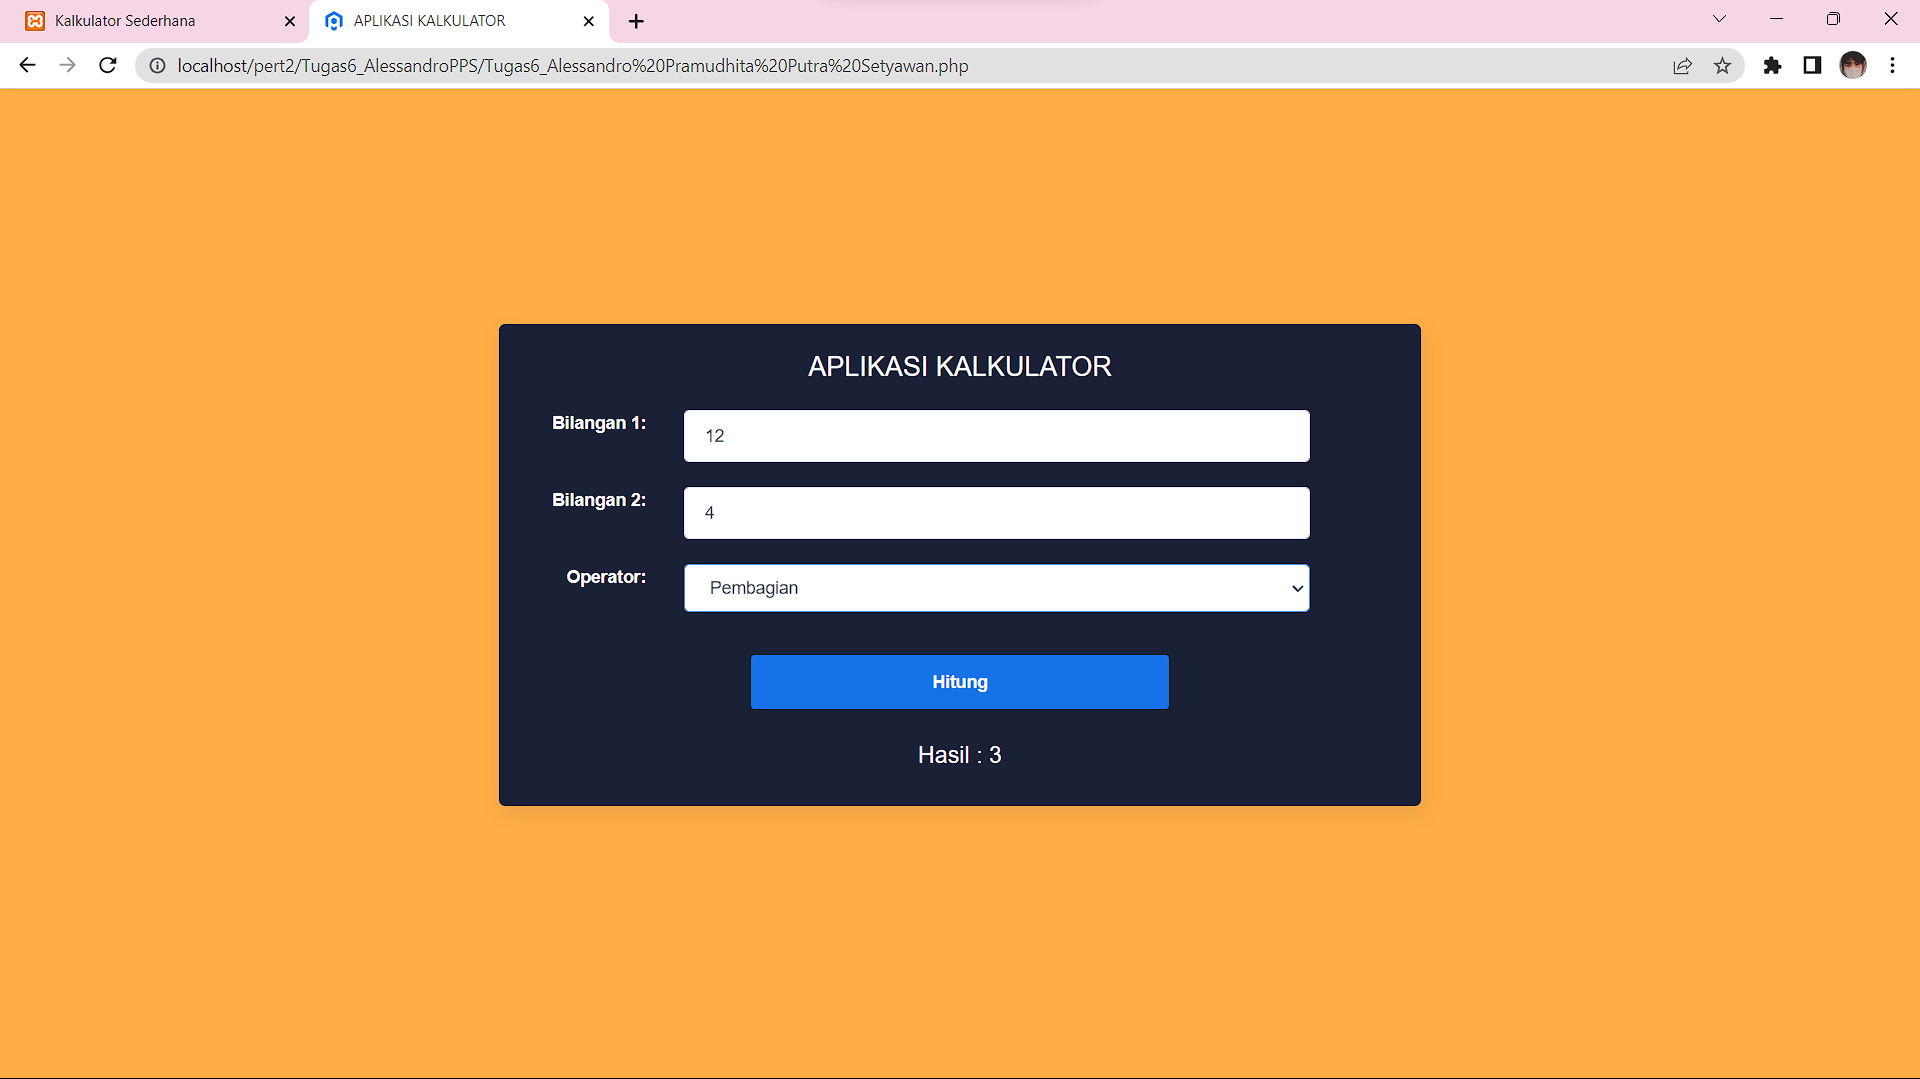 Kalkulator Sederhana
APLIKASI KALKULATOR
localhost/pert2/Tugas6_AlessandroPPS/Tugas6_Alessandro%20Pramudhita%20Putra%20Setyawan.php
APLIKASI KALKULATOR
Bilangan 1:
12
Bilangan 2:
4
Operator:
Pembagian
Hitung
Hasil : 3